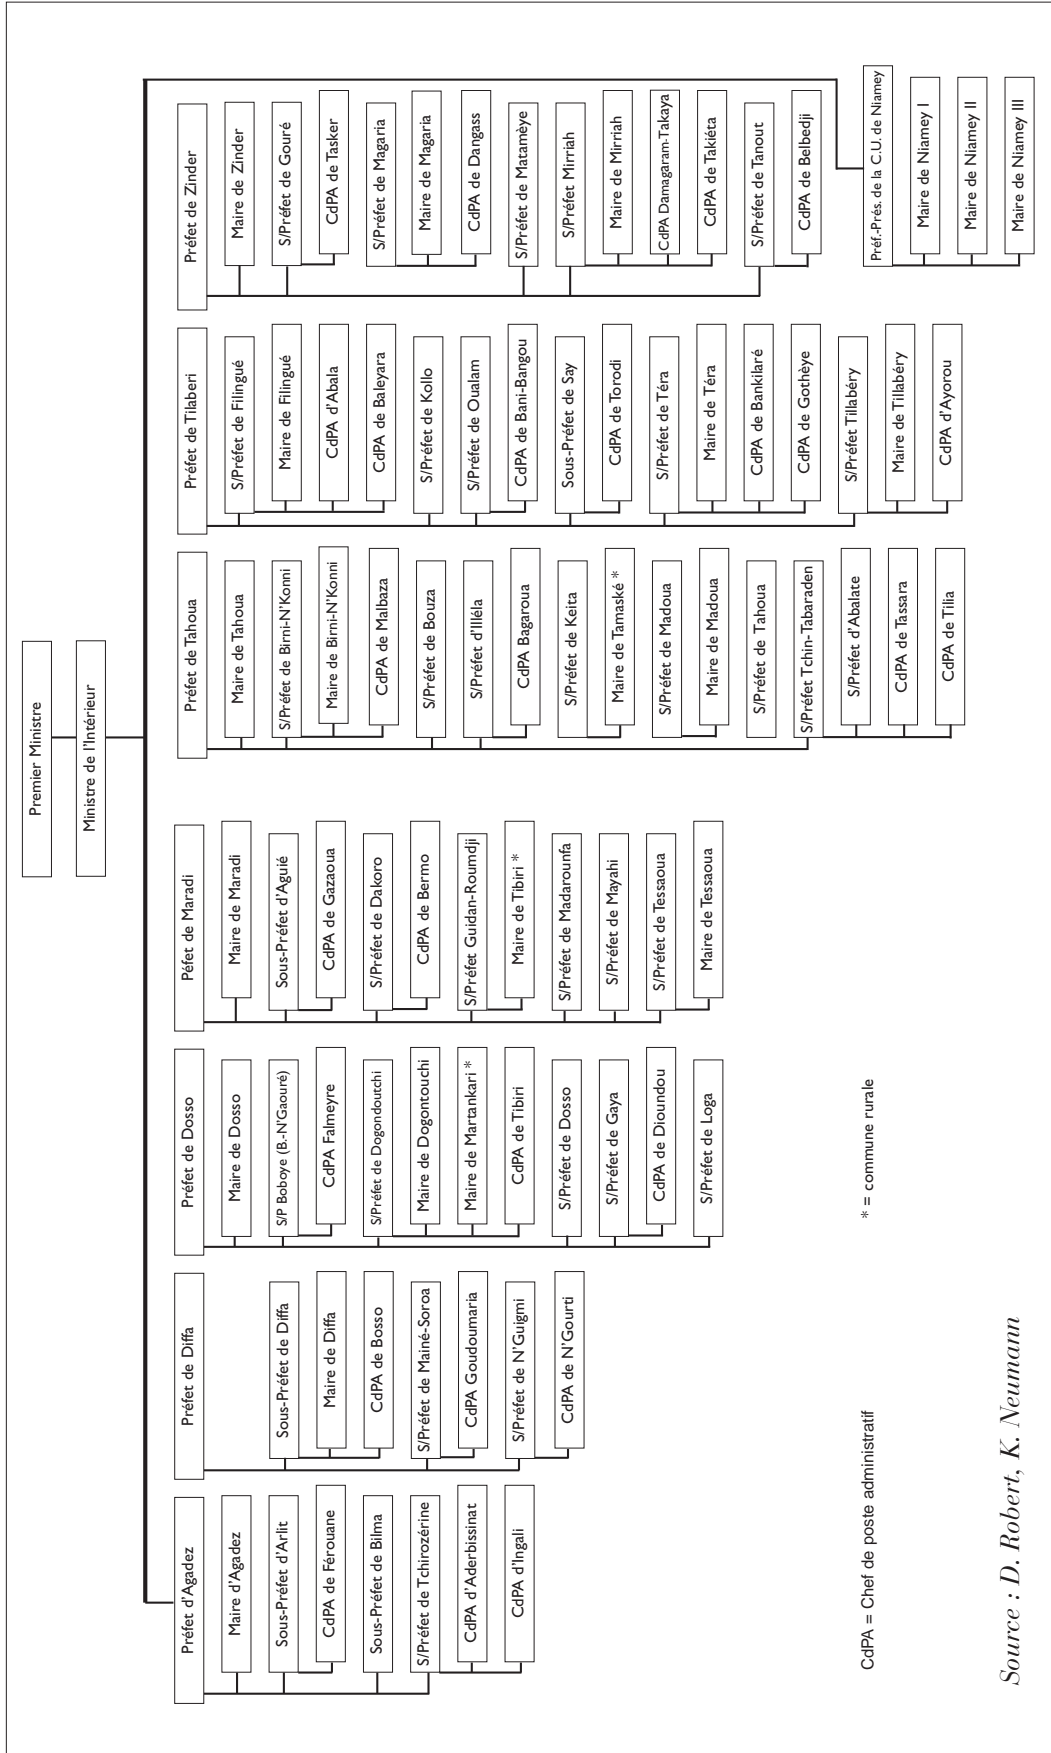 Premier Ministre
Ministre de l'Intérieur
Préfet d'Agadez
Maire d'Agadez
Sous-Préfet d'Arlit
CdPA de Férouane
Sous-Préfet de Bilma
S/Préfet de Tchirozérine
CdPA d'Aderbissinat
CdPA d'Ingali
Préfet de Diffa
Sous-Préfet de Diffa
Maire de Diffa
CdPA de Bosso
S/Préfet de Mainé-Soroa
CdPA Goudoumaria
S/Préfet de N'Guigmi
CdPA de N'Gourti
Préfet de Dosso
Maire de Dosso
S/P Boboye (B.-N'Gaouré)
CdPA Falmeyre
S/Préfet de Dogondoutchi
Maire de Dogontouchi
Maire de Martankari *
CdPA de Tibiri
S/Préfet de Dosso
S/Préfet de Gaya
CdPA de Dioundou
S/Préfet de Loga
Péfet de Maradi
Maire de Maradi
Sous-Préfet d'Aguié
CdPA de Gazaoua
S/Préfet de Dakoro
CdPA de Bermo
S/Préfet Guidan-Roumdji
Maire de Tibiri *
S/Préfet de Madarounfa
S/Préfet de Mayahi
S/Préfet de Tessaoua
Maire de Tessaoua
Préfet de Tahoua
Maire de Tahoua
S/Préfet de Birni-N'Konni
Maire de Birni-N'Konni
CdPA de Malbaza
S/Préfet de Bouza
S/Préfet d'Illéla
CdPA Bagaroua
S/Préfet de Keita
Maire de Tamaské *
S/Préfet de Madoua
Maire de Madoua
S/Préfet de Tahoua
S/Préfet Tchin-Tabaraden
S/Préfet d'Abalate
CdPA de Tassara
CdPA de Tilia
Préfet de Tilaberi
S/Préfet de Filingué
Maire de Filingué
CdPA d'Abala
CdPA de Baleyara
S/Préfet de Kollo
S/Préfet de Oualam
CdPA de Bani-Bangou
Sous-Préfet de Say
CdPA de Torodi
S/Préfet de Téra
Maire de Téra
CdPA de Bankilaré
CdPA de Gothèye
S/Préfet Tillabéry
Maire de Tillabéry
CdPA d'Ayorou
Préfet de Zinder
Maire de Zinder
S/Préfet de Gouré
CdPA de Tasker
S/Préfet de Magaria
Maire de Magaria
CdPA de Dangass
S/Préfet de Matamèye
S/Préfet Mirriah
Maire de Mirriah
CdPA Damagaram-Takaya
CdPA de Takiéta
S/Préfet de Tanout
CdPA de Belbedji
Préf.-Prés. de la C.U. de Niamey
Maire de Niamey I
Maire de Niamey II
Maire de Niamey III
CdPA = Chef de poste administratif
* = commune rurale
Source : D. Robert, K. Neumann